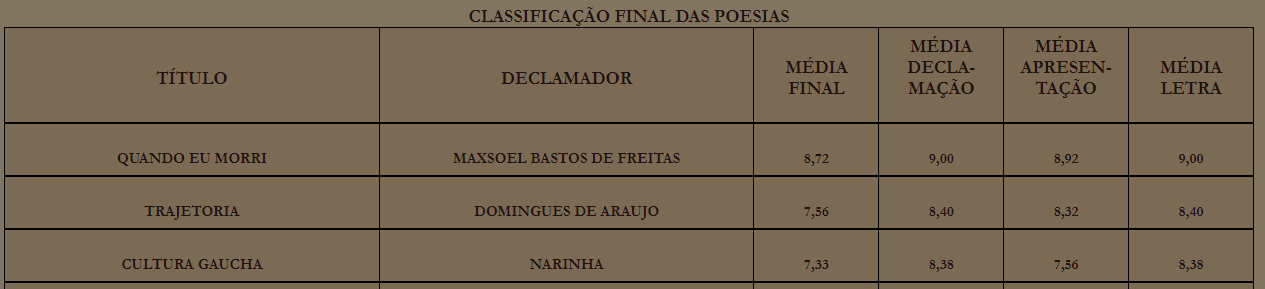 CLASSIFICAÇÃO FINAL DAS POESIAS
TÍTULO DECLAMADOR MÉDIA FINAL MÉDIA DECLA-MAÇÃO MÉDIA APRESEN-TAÇÃO MÉDIA LETRA
QUANDO EU MORRI MAXSOEL BASTOS DE FREITAS 8,72 9,00 8,92 9,00
TRAJETORIA DOMINGUES DE ARAUJO 7,56 8,40 8,32 8,40
CULTURA GAUCHA NARINHA 7,33 8,38 7,56 8,38